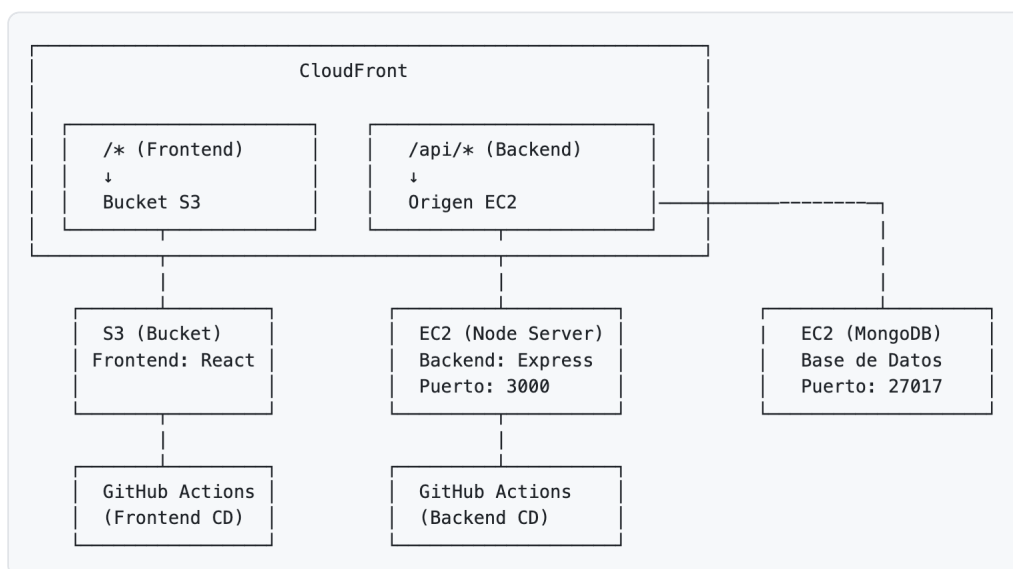 CloudFront
/* (Frontend)
↓
Bucket S3
/api/* (Backend)
↓
Origen EC2
S3 (Bucket)
Frontend: React
EC2 (Node Server)
Backend: Express
Puerto: 3000
EC2 (MongoDB)
Base de Datos
Puerto: 27017
GitHub Actions
(Frontend CD)
GitHub Actions
(Backend CD)